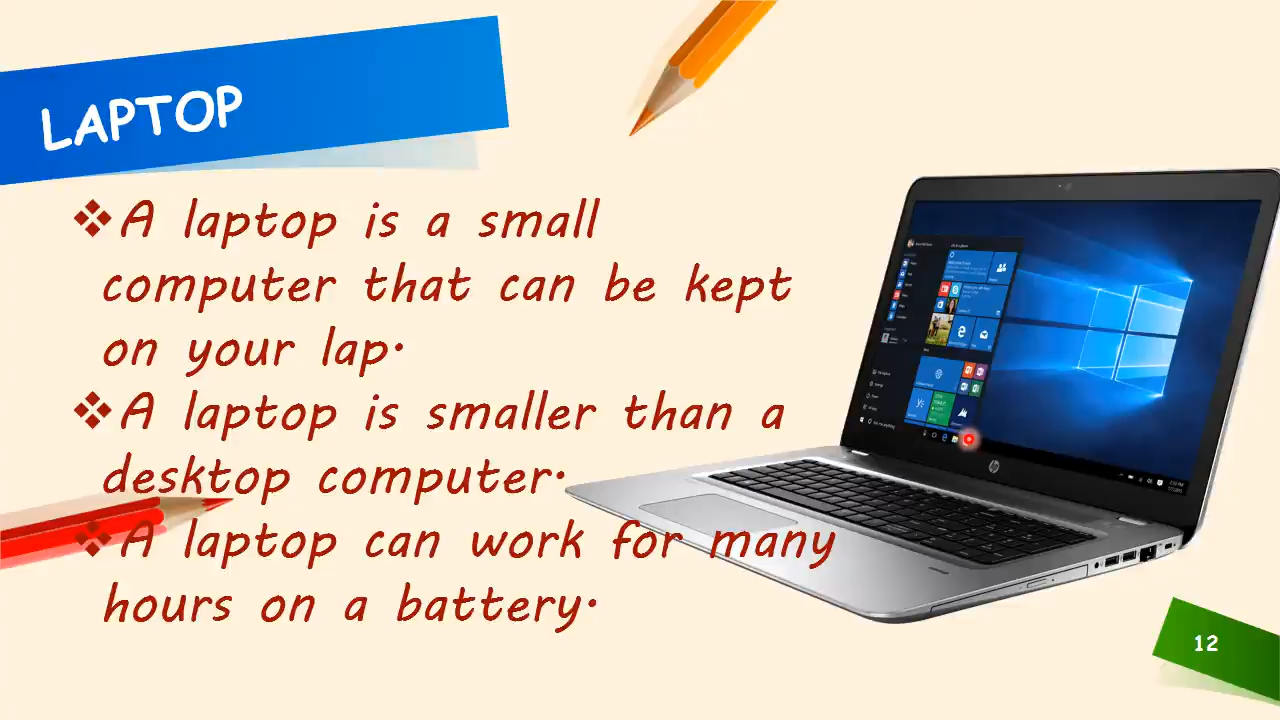 LAPTOP
❖A laptop is a small
computer that can be kept
on your lap.
❖A laptop is smaller than a
desktop computer.
❖A laptop can work for many
hours on a battery.
hp
12